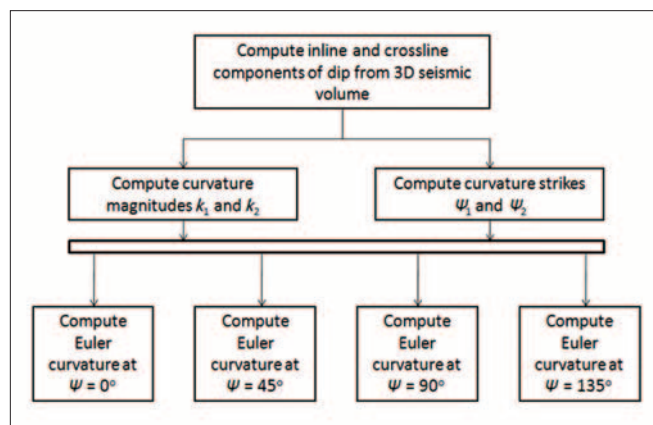 Compute inline and crossline
components of dip from 3D seismic
volume
Compute curvature
magnitudes k₁ and k₂
Compute curvature strikes
Ψ₁ and Ψ₂
Compute
Euler
curvature at
Ψ = 0°
Compute
Euler
curvature at
Ψ = 45°
Compute
Euler
curvature at
Ψ = 90°
Compute
Euler
curvature at
Ψ = 135°